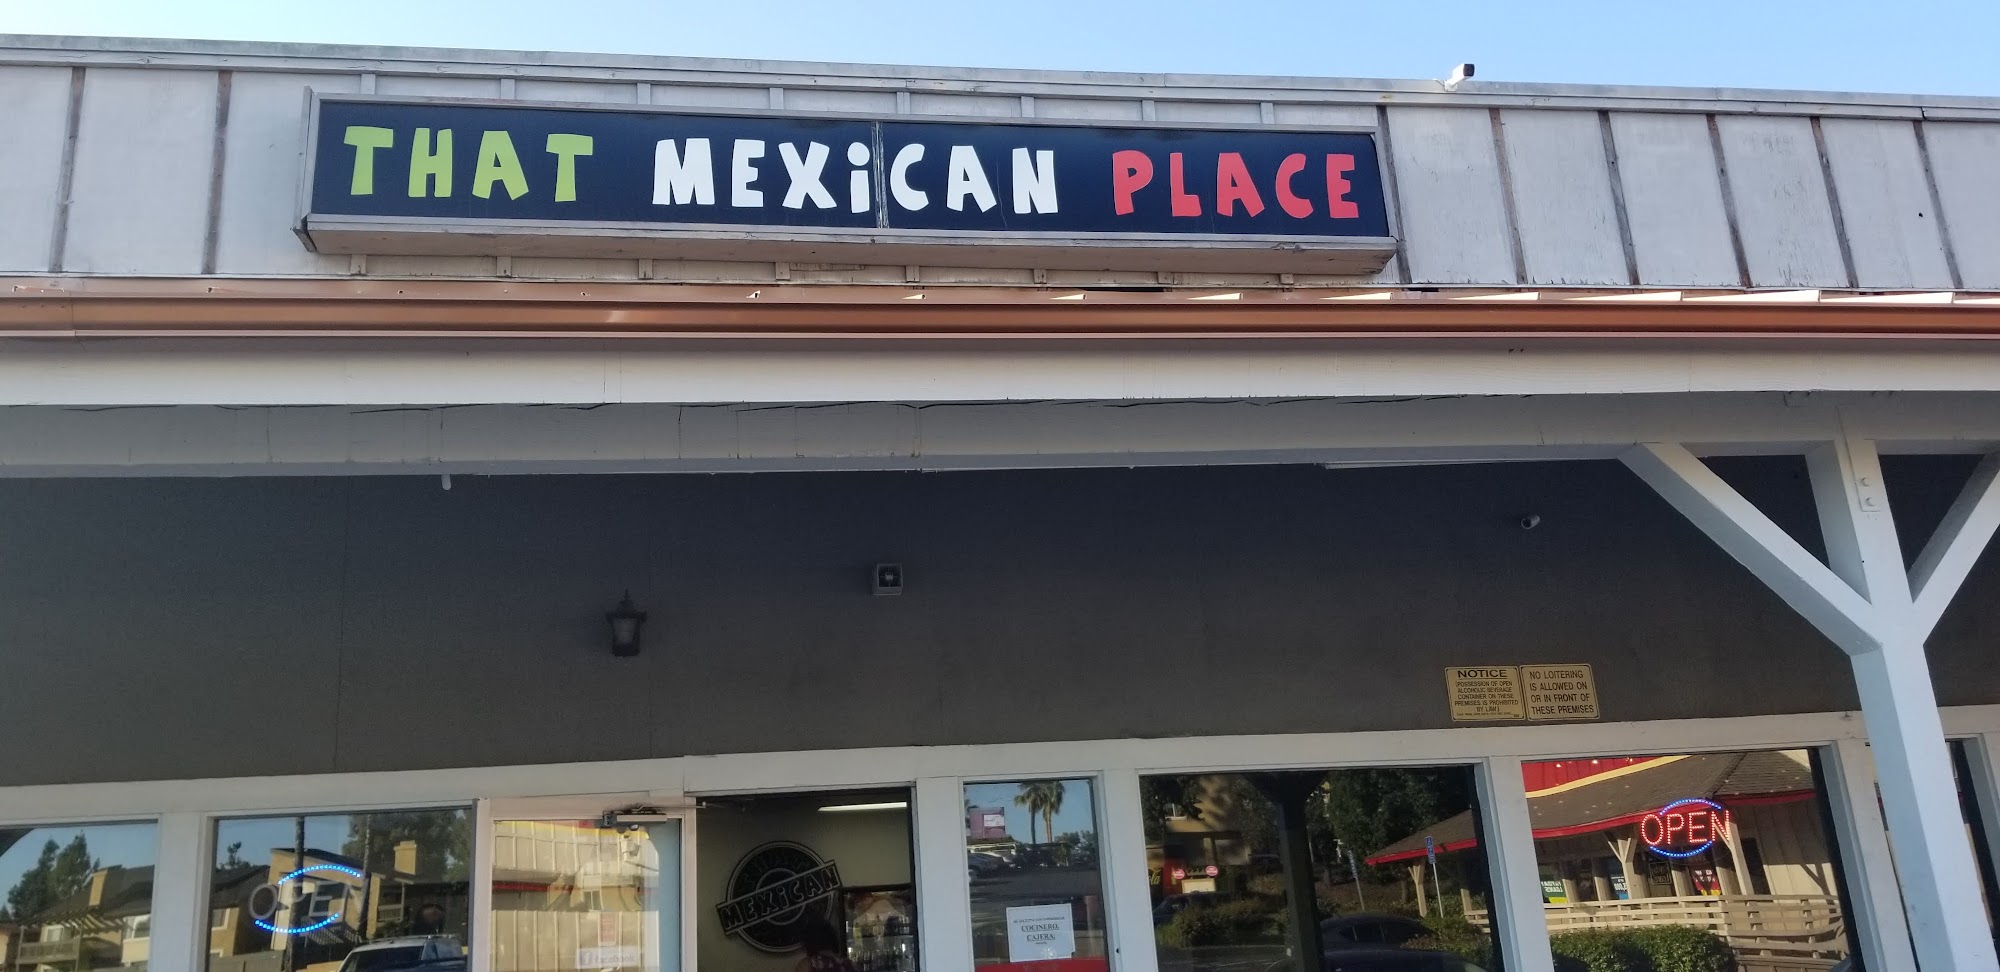 THAT MEXiCAN PLACE
NOTICE
POSSESSION OF OPEN
ALCOHOLIC BEVERAGE
CONTAINER ON THESE
PREMISES IS PROHIBITED
BY LAW
NO LOITERING
IS ALLOWED ON
OR IN FRONT OF
THESE PREMISES
OPEN
OPEN
MEXiCAN
COCINERO,
CAJERA,
facebook